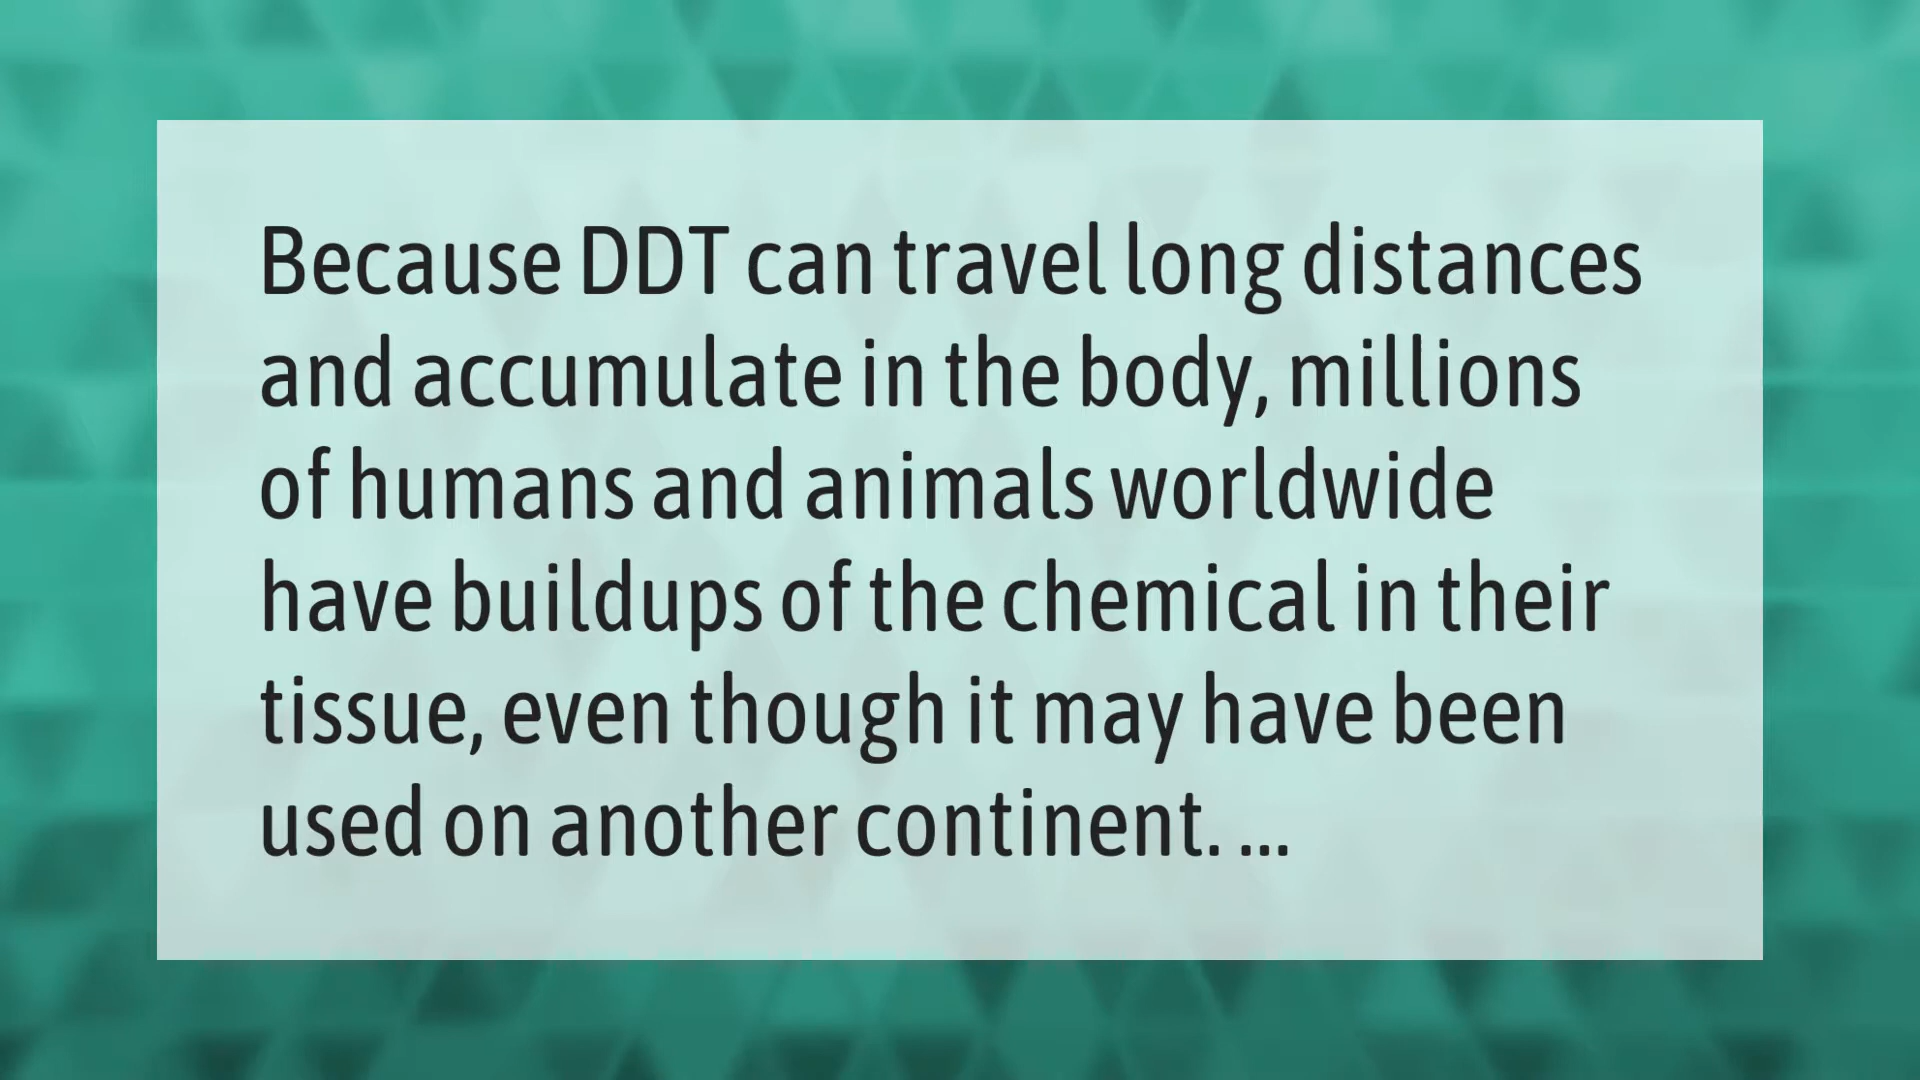 Because DDT can travel long distances
and accumulate in the body, millions
of humans and animals worldwide
have buildups of the chemical in their
tissue, even though it may have been
used on another continent. ...